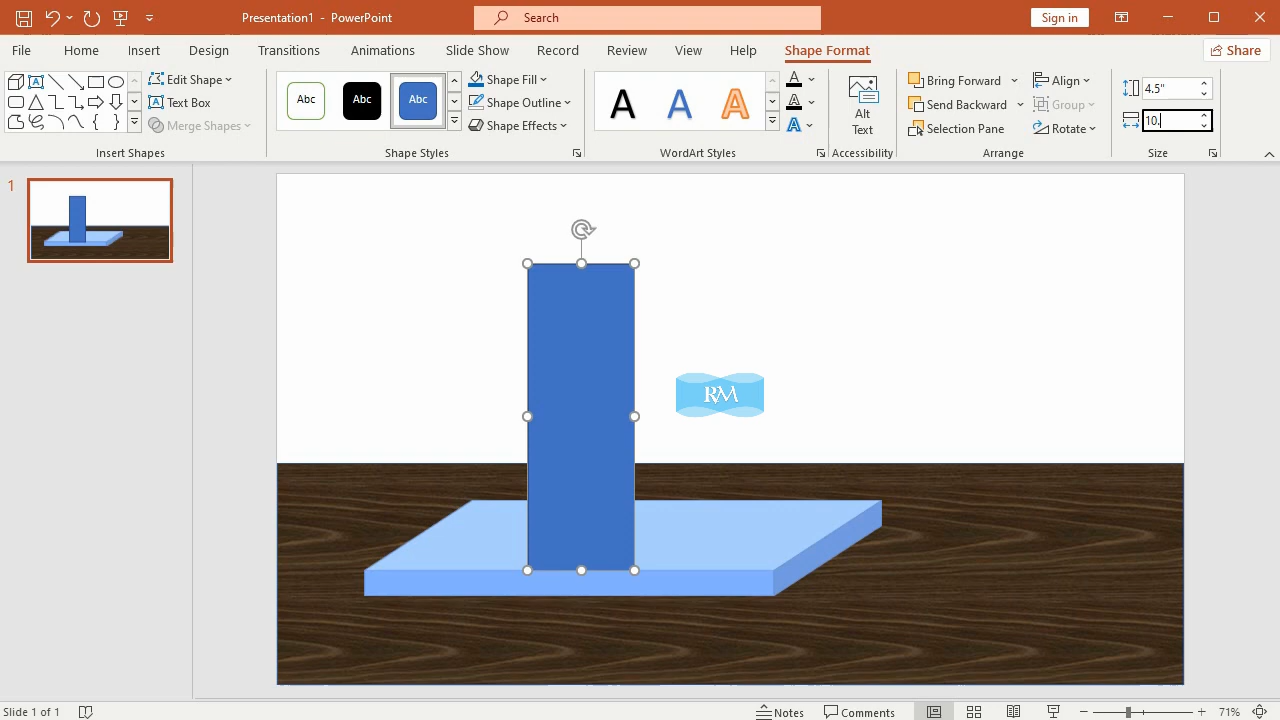 Presentation1 - PowerPoint
Search
Sign in
File Home Insert Design Transitions Animations Slide Show Record Review View Help Shape Format Share
Edit Shape
Text Box
Merge Shapes
Insert Shapes
Abc Abc Abc
Shape Fill
Shape Outline
Shape Effects
Shape Styles
A A A
A
A
A
WordArt Styles
Alt
Text
Accessibility
Bring Forward
Send Backward
Selection Pane
Align
Group
Rotate
Arrange
4.5"
10.
Size
1
RM
Slide 1 of 1
Notes
Comments
71%